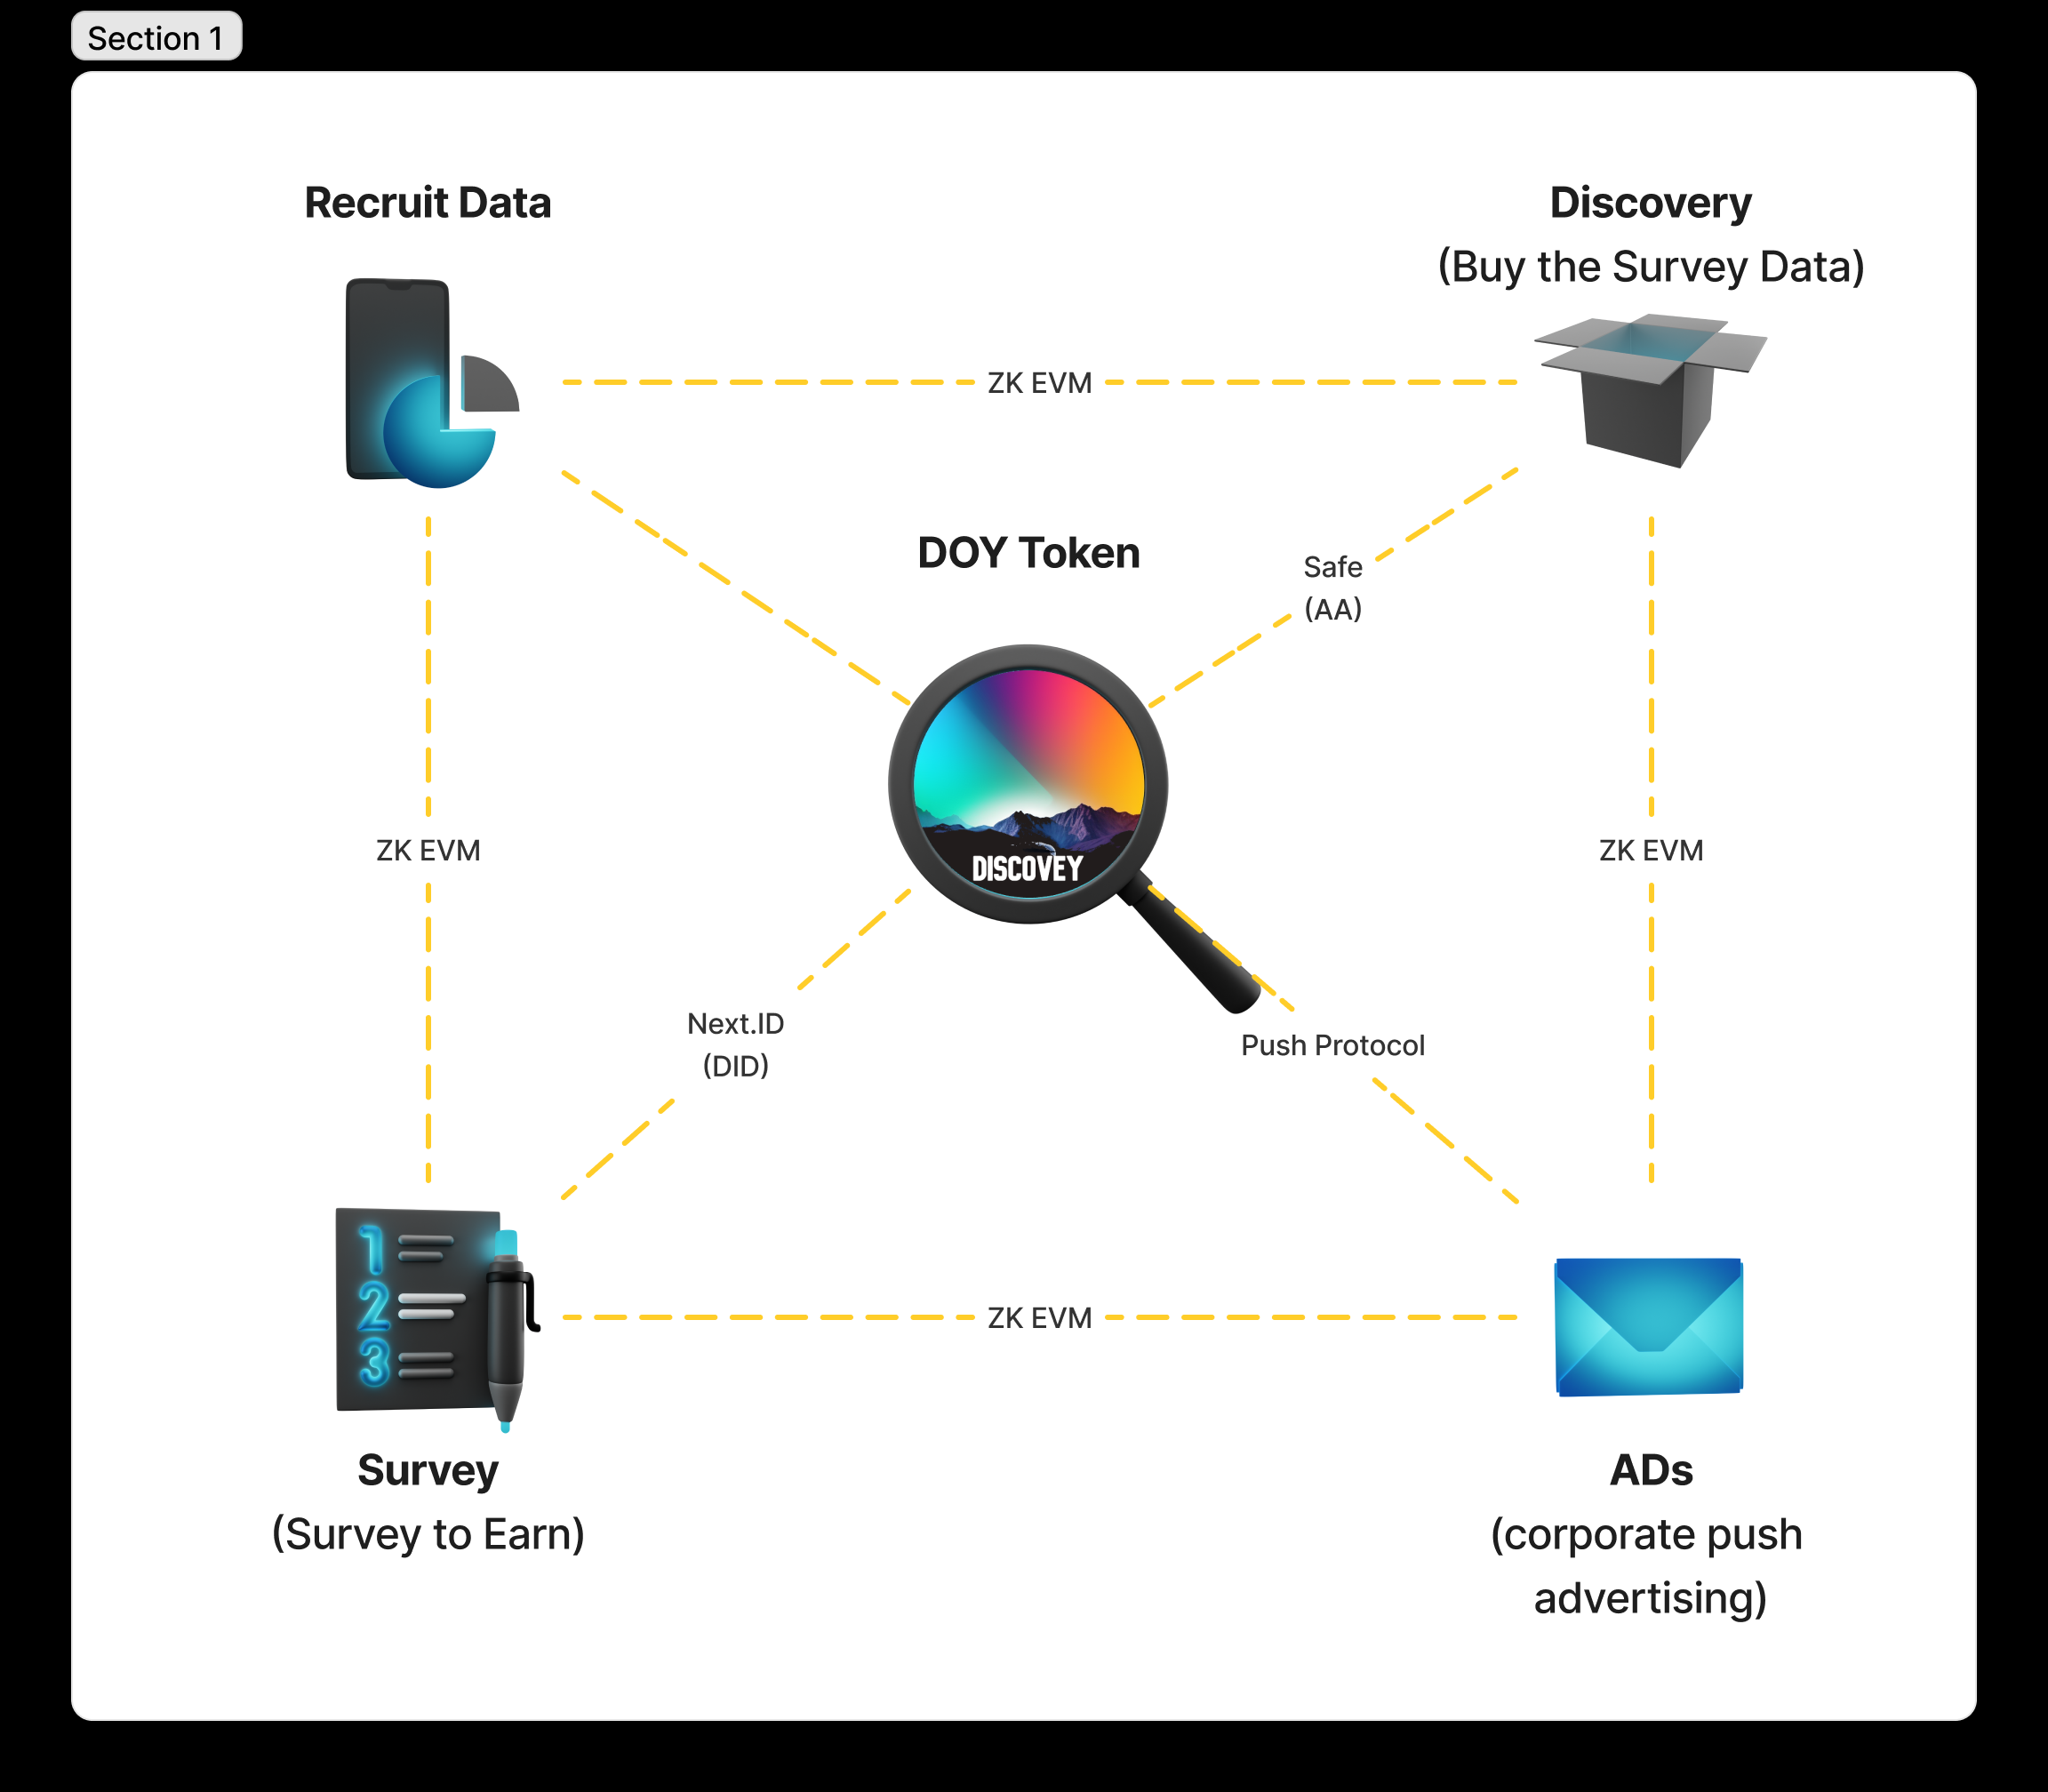 Section 1
Recruit Data
Discovery
(Buy the Survey Data)
ZK EVM
DOY Token
Safe
(AA)
DISCOVEY
ZK EVM
ZK EVM
Next.ID
(DID)
Push Protocol
1
2
3
ZK EVM
Survey
(Survey to Earn)
ADs
(corporate push
advertising)